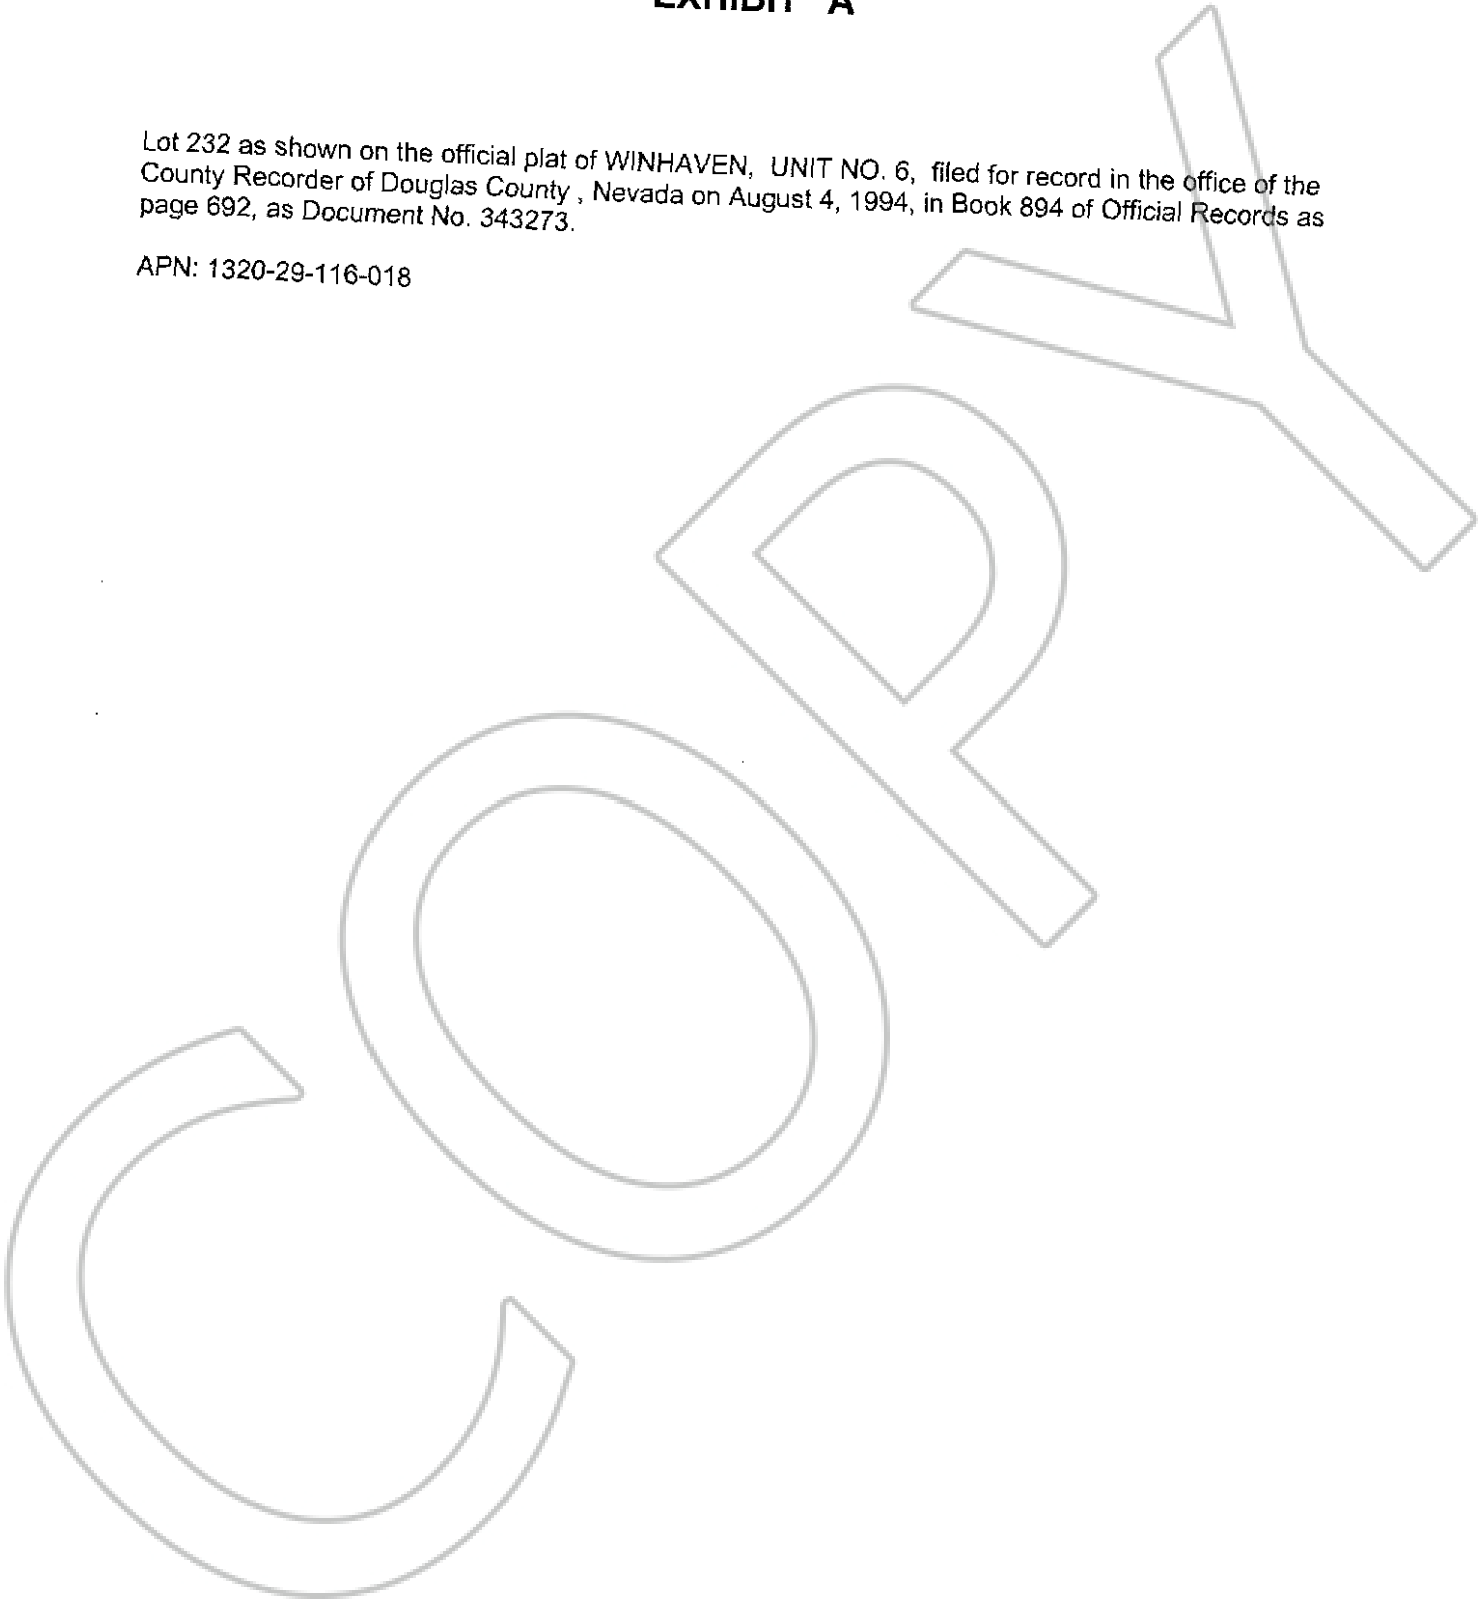 EXHIBIT "A"
Lot 232 as shown on the official plat of WINHAVEN, UNIT NO. 6, filed for record in the office of the
County Recorder of Douglas County , Nevada on August 4, 1994, in Book 894 of Official Records as
page 692, as Document No. 343273.
APN: 1320-29-116-018
COPY